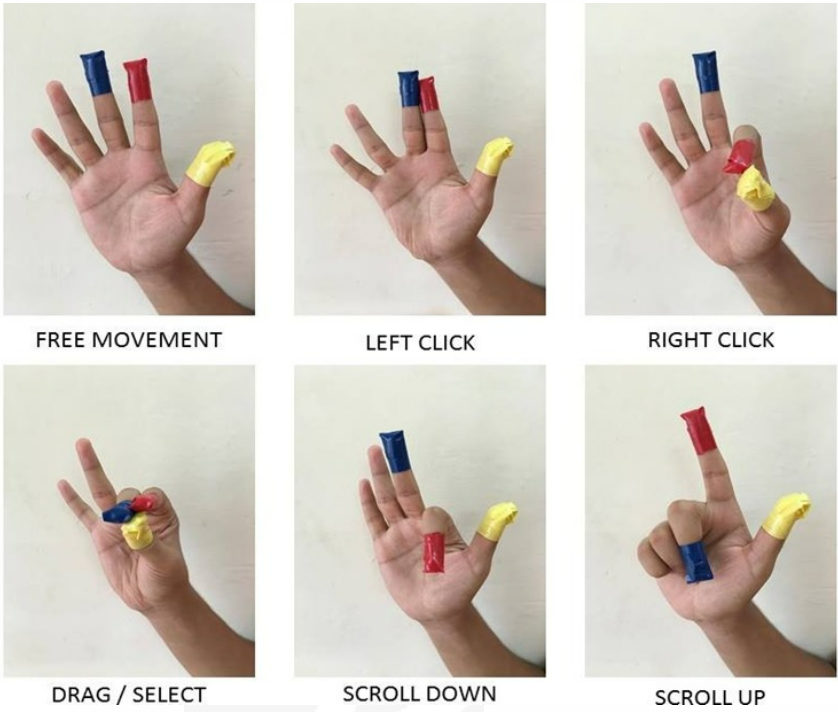 FREE MOVEMENT
LEFT CLICK
RIGHT CLICK
DRAG / SELECT
SCROLL DOWN
SCROLL UP